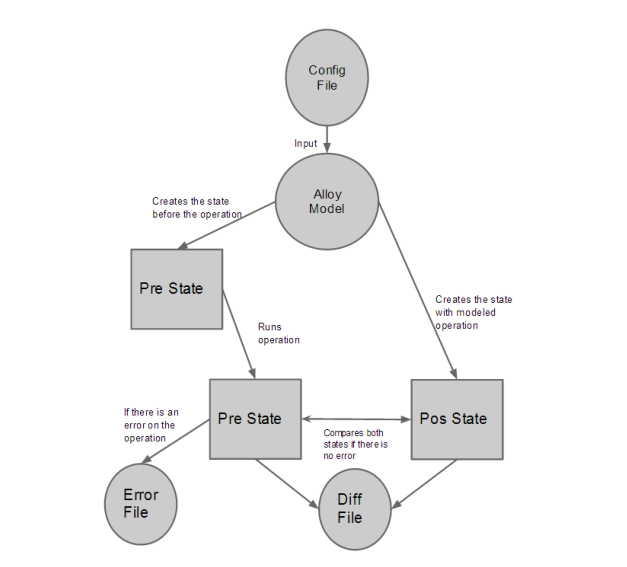 Config
File
Input
Alloy
Model
Creates the state
before the operation
Pre State
Creates the state
with modeled
operation
Runs
operation
If there is an
error on the
operation
Pre State
Compares both
states if there is
no error
Pos State
Error
File
Diff
File